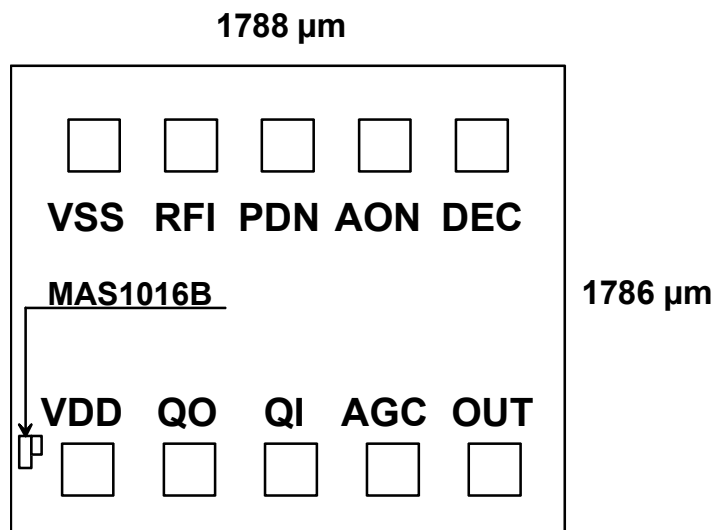 1788 µm
VSS RFI PDN AON DEC
MAS1016B
1786 µm
VDD QO QI AGC OUT